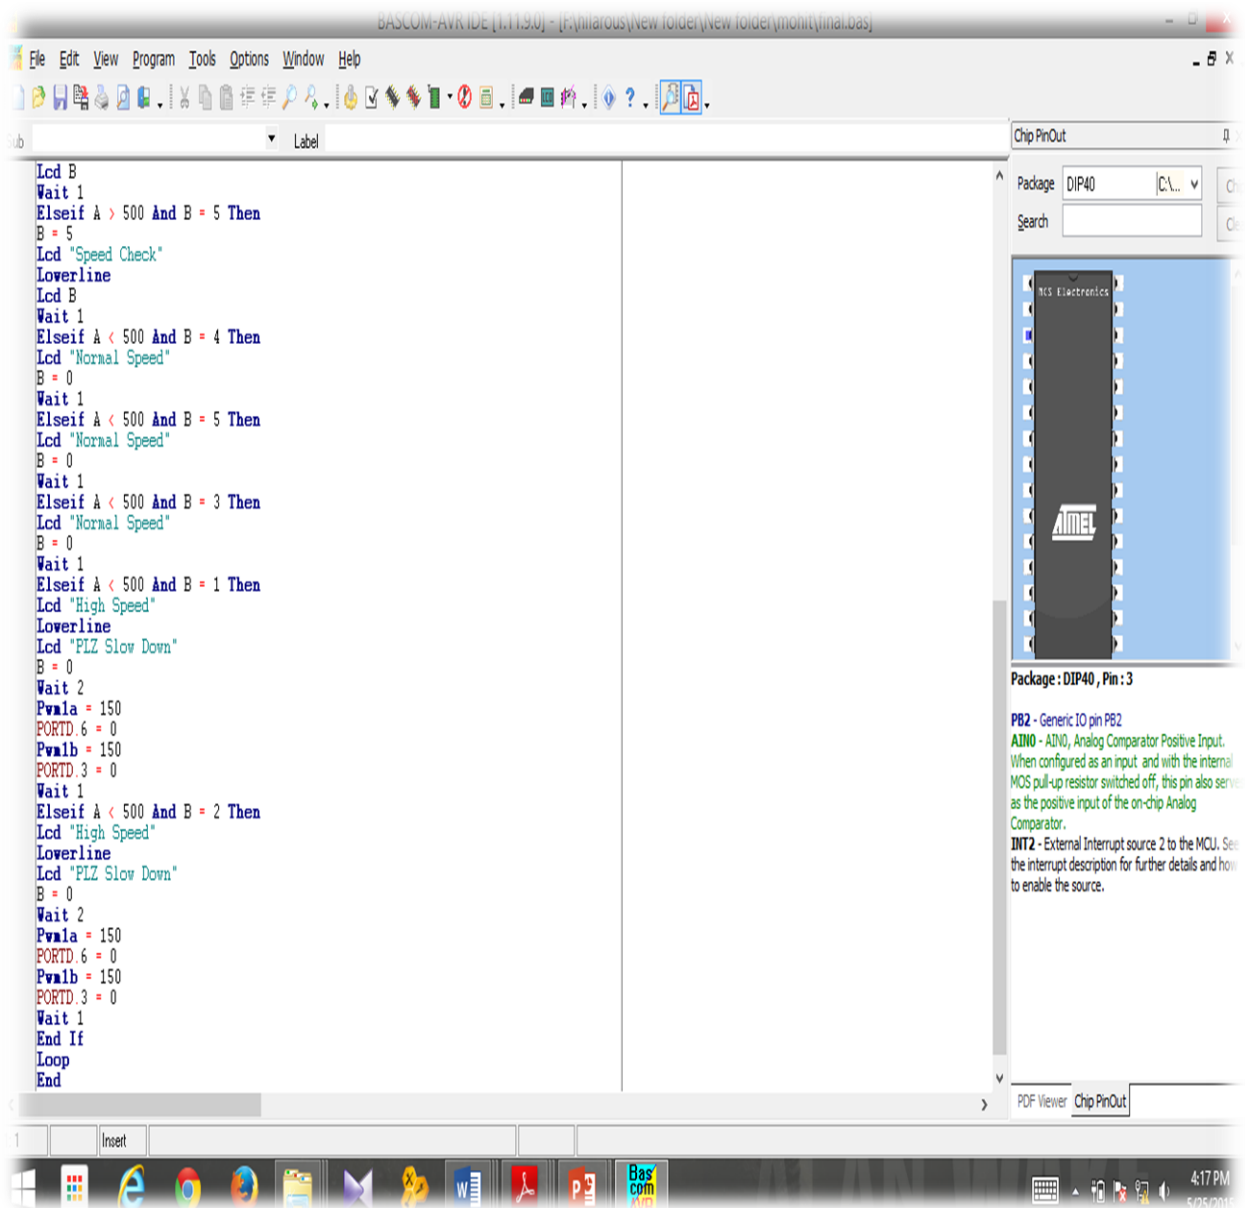 BASCOM-AVR IDE [1.11.9.0] - [F:\hilarous\New folder\New folder\mohit\final.bas]
File Edit View Program Tools Options Window Help
Label
Chip PinOut
Lcd B
Wait 1
Elseif A > 500 And B = 5 Then
B = 5
Lcd "Speed Check"
Lowerline
Lcd B
Wait 1
Elseif A < 500 And B = 4 Then
Lcd "Normal Speed"
B = 0
Wait 1
Elseif A < 500 And B = 5 Then
Lcd "Normal Speed"
B = 0
Wait 1
Elseif A < 500 And B = 3 Then
Lcd "Normal Speed"
B = 0
Wait 1
Elseif A < 500 And B = 1 Then
Lcd "High Speed"
Lowerline
Lcd "PLZ Slow Down"
B = 0
Wait 2
Pwm1a = 150
PORTD.6 = 0
Pwm1b = 150
PORTD.3 = 0
Wait 1
Elseif A < 500 And B = 2 Then
Lcd "High Speed"
Lowerline
Lcd "PLZ Slow Down"
B = 0
Wait 2
Pwm1a = 150
PORTD.6 = 0
Pwm1b = 150
PORTD.3 = 0
Wait 1
End If
Loop
End
Package DIP40 C:\...
Search
MCS Electronics
ATMEL
Package : DIP40 , Pin : 3
PB2 - Generic IO pin PB2
AIN0 - AIN0, Analog Comparator Positive Input.
When configured as an input and with the internal
MOS pull-up resistor switched off, this pin also serves
as the positive input of the on-chip Analog
Comparator.
INT2 - External Interrupt source 2 to the MCU. See
the interrupt description for further details and how
to enable the source.
PDF Viewer Chip PinOut
1 Insert
Bascom AVR
4:17 PM
5/25/2015